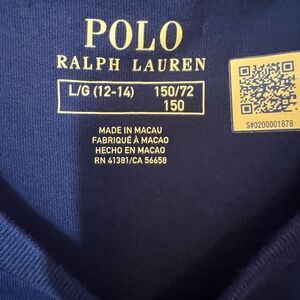 POLO
RALPH LAUREN
L/G (12-14) 150/72
150
MADE IN MACAU
FABRIQUÉ À MACAO
HECHO EN MACAO
RN 41381/CA 56658
S#0200001878